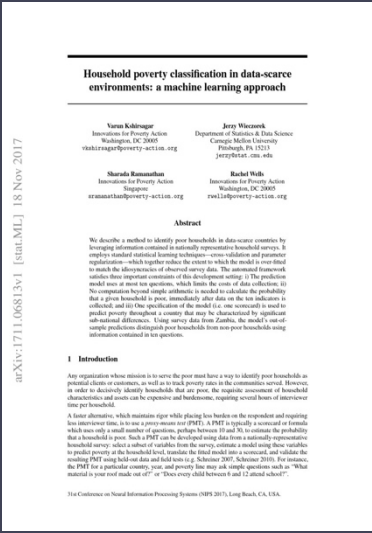 Household poverty classification in data-scarce
environments: a machine learning approach
Varun Kshirsagar
Innovations for Poverty Action
Washington, DC 20005
vkshirsagar@poverty-action.org
Jerzy Wieczorek
Department of Statistics & Data Science
Carnegie Mellon University
Pittsburgh, PA 15213
jerzy@stat.cmu.edu
Sharada Ramanathan
Innovations for Poverty Action
Singapore
sramanathan@poverty-action.org
Rachel Wells
Innovations for Poverty Action
Washington, DC 20005
rwells@poverty-action.org
Abstract
We describe a method to identify poor households in data-scarce countries by
leveraging information contained in nationally representative household surveys. It
employs standard statistical learning techniques—cross-validation and parameter
regularization—which together reduce the extent to which the model is over-fitted
to match the idiosyncracies of observed survey data. The automated framework
satisfies three important constraints of this development setting: i) The prediction
model uses at most ten questions, which limits the costs of data collection; ii)
No computation beyond simple arithmetic is needed to calculate the probability
that a given household is poor, immediately after data on the ten indicators is
collected; and iii) One specification of the model (i.e. one scorecard) is used to
predict poverty throughout a country that may be characterized by significant
sub-national differences. Using survey data from Zambia, the model's out-of-
sample predictions distinguish poor households from non-poor households using
information contained in ten questions.
1 Introduction
Any organization whose mission is to serve the poor must have a way to identify poor households as
potential clients or customers, as well as to track poverty rates in the communities served. However,
in order to decisively identify households that are poor, the requisite assessment of household
characteristics and assets can be expensive and burdensome, requiring several hours of interviewer
time per household.
A faster alternative, which maintains rigor while placing less burden on the respondent and requiring
less interviewer time, is to use a proxy-means test (PMT). A PMT is typically a scorecard or formula
which uses only a small number of questions, perhaps between 10 and 30, to estimate the probability
that a household is poor. Such a PMT can be developed using data from a nationally-representative
household survey: select a subset of variables from the survey, estimate a model using these variables
to predict poverty at the household level, translate the fitted model into a scorecard, and validate the
resulting PMT using held-out data and field tests (e.g. Schreiner 2007, Schreiner 2010). For instance,
the PMT for a particular country, year, and poverty line may ask simple questions such as "What
material is your roof made out of?" or "Does every child between 6 and 12 attend school?".
31st Conference on Neural Information Processing Systems (NIPS 2017), Long Beach, CA, USA.
arXiv:1711.06813v1 [stat.ML] 18 Nov 2017